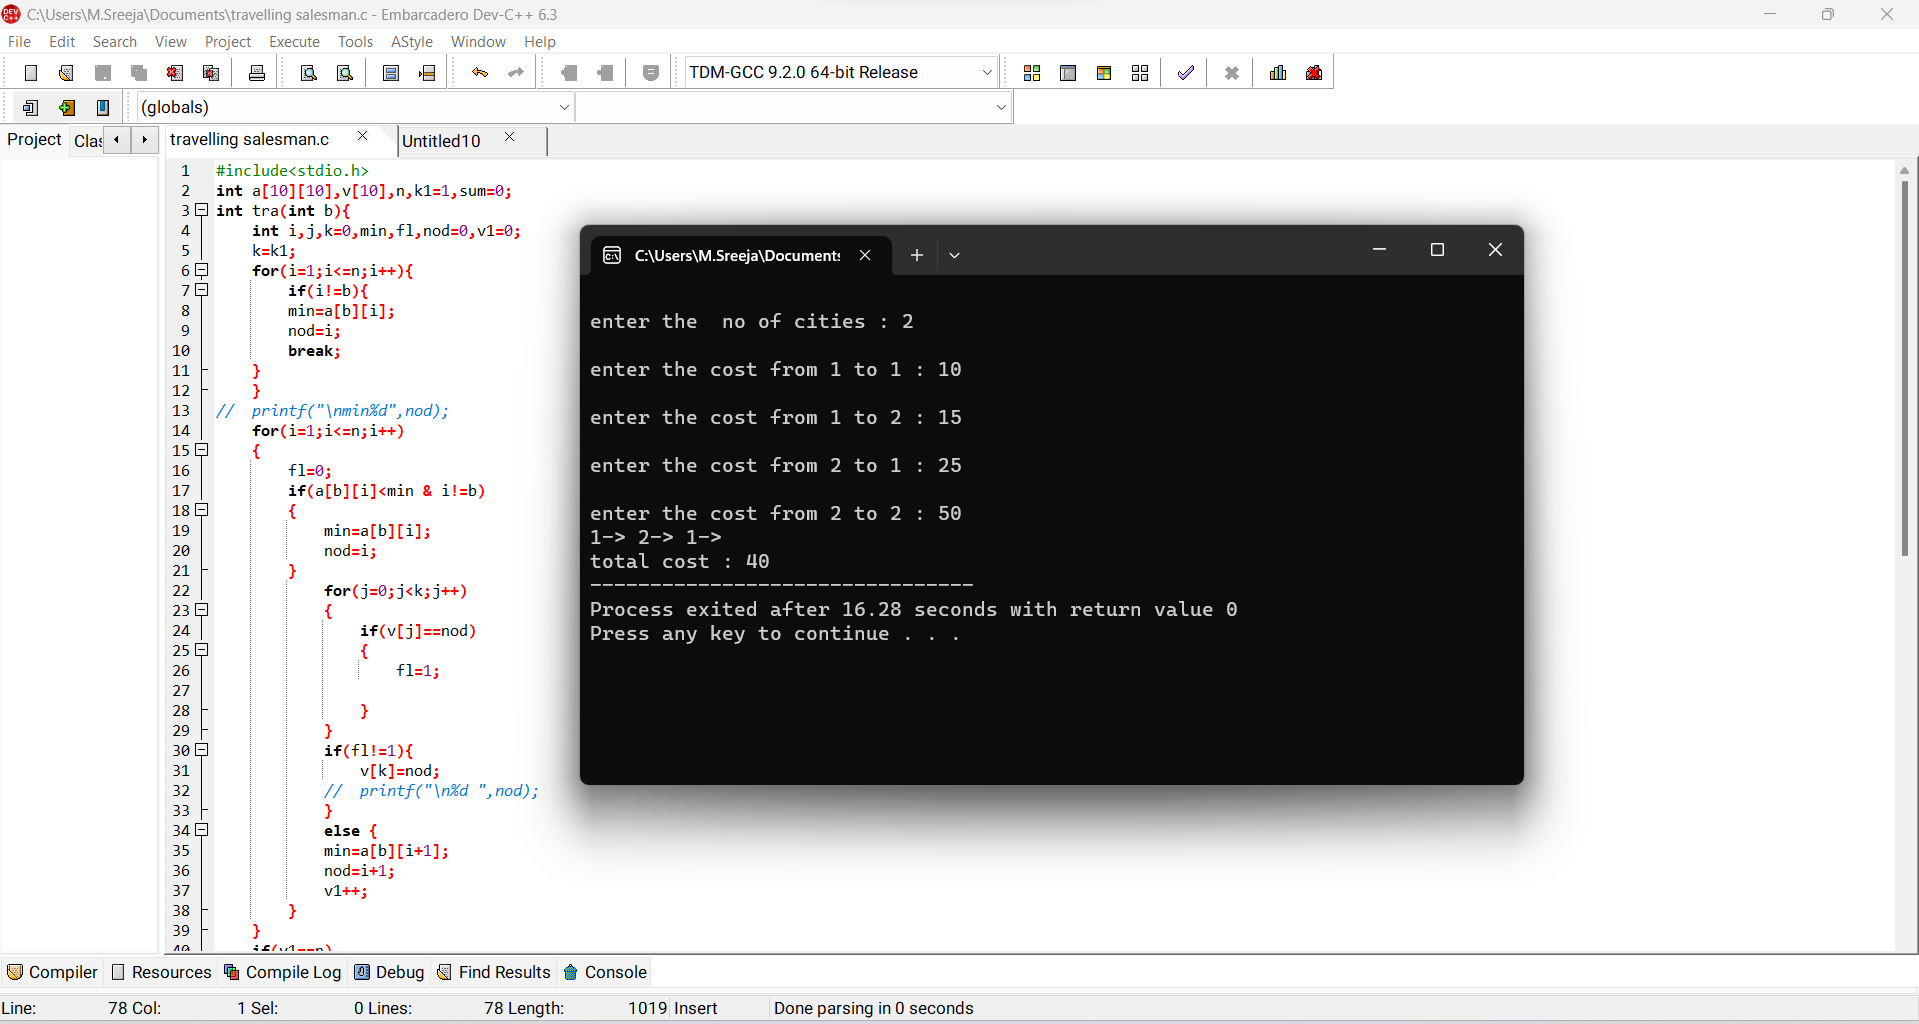 C:\Users\M.Sreeja\Documents\travelling salesman.c - Embarcadero Dev-C++ 6.3
File Edit Search View Project Execute Tools AStyle Window Help
TDM-GCC 9.2.0 64-bit Release
(globals)
Project Clas travelling salesman.c Untitled10
1 #include<stdio.h>
2 int a[10][10],v[10],n,k1=1,sum=0;
3 int tra(int b){
4 int i,j,k=0,min,fl,nod=0,v1=0;
5 k=k1;
6 for(i=1;i<=n;i++){
7 if(i!=b){
8 min=a[b][i];
9 nod=i;
10 break;
11 }
12 }
13 // printf("\nmin%d",nod);
14 for(i=1;i<=n;i++)
15 {
16 fl=0;
17 if(a[b][i]<min & i!=b)
18 {
19 min=a[b][i];
20 nod=i;
21 }
22 for(j=0;j<k;j++)
23 {
24 if(v[j]==nod)
25 {
26 fl=1;
27
28 }
29 }
30 if(fl!=1){
31 v[k]=nod;
32 // printf("\n%d ",nod);
33 }
34 else {
35 min=a[b][i+1];
36 nod=i+1;
37 v1++;
38 }
39 }
40 if(v1==n)
C:\Users\M.Sreeja\Documents
enter the  no of cities : 2
enter the cost from 1 to 1 : 10
enter the cost from 1 to 2 : 15
enter the cost from 2 to 1 : 25
enter the cost from 2 to 2 : 50
1-> 2-> 1->
total cost : 40
--------------------------------
Process exited after 16.28 seconds with return value 0
Press any key to continue . . .
Compiler Resources Compile Log Debug Find Results Console
Line: 78 Col: 1 Sel: 0 Lines: 78 Length: 1019 Insert Done parsing in 0 seconds